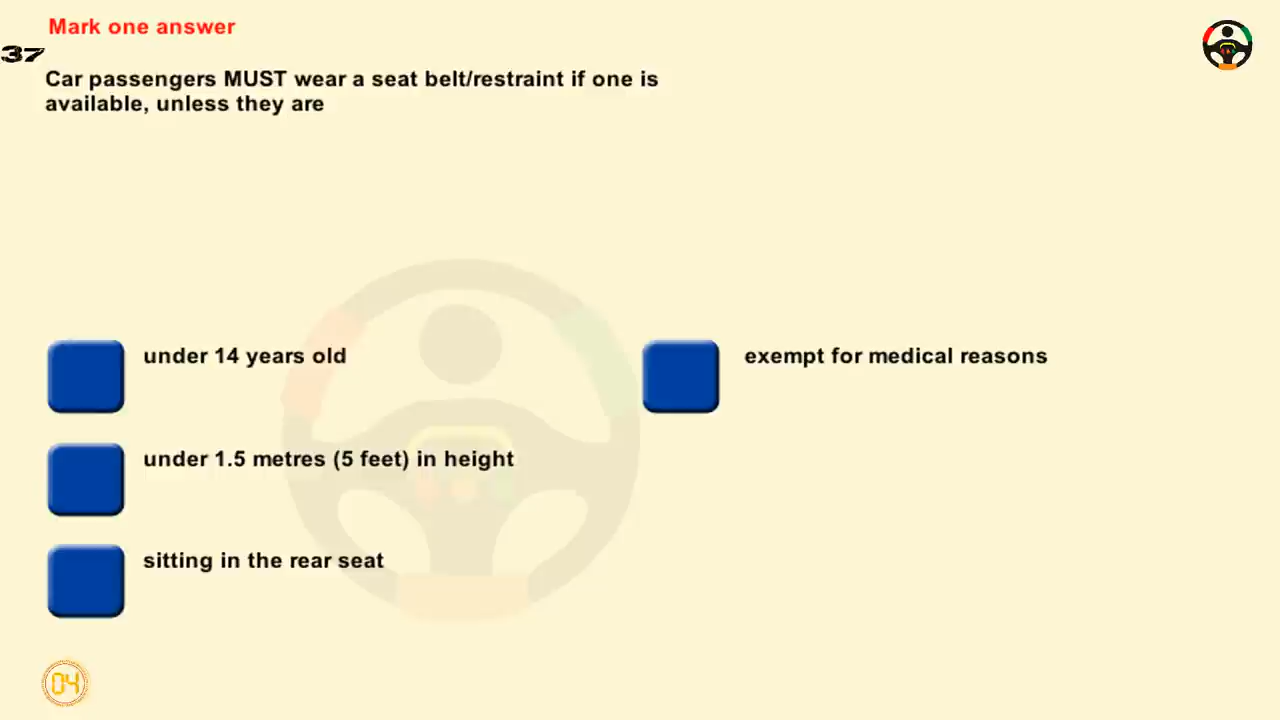 Mark one answer
37
Car passengers MUST wear a seat belt/restraint if one is
available, unless they are
under 14 years old
exempt for medical reasons
under 1.5 metres (5 feet) in height
sitting in the rear seat
04